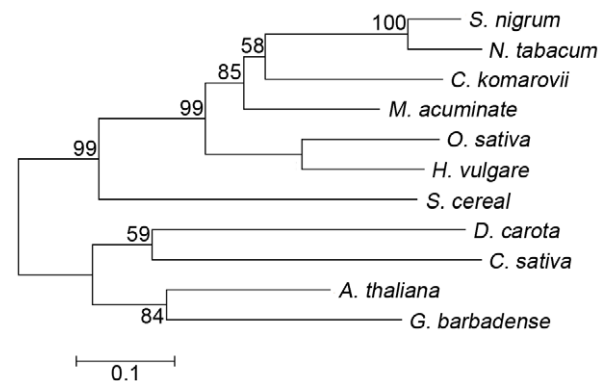 100 S. nigrum
58 N. tabacum
85 C. komarovii
99 M. acuminate
O. sativa
99 H. vulgare
S. cereal
59 D. carota
C. sativa
A. thaliana
84 G. barbadense
0.1